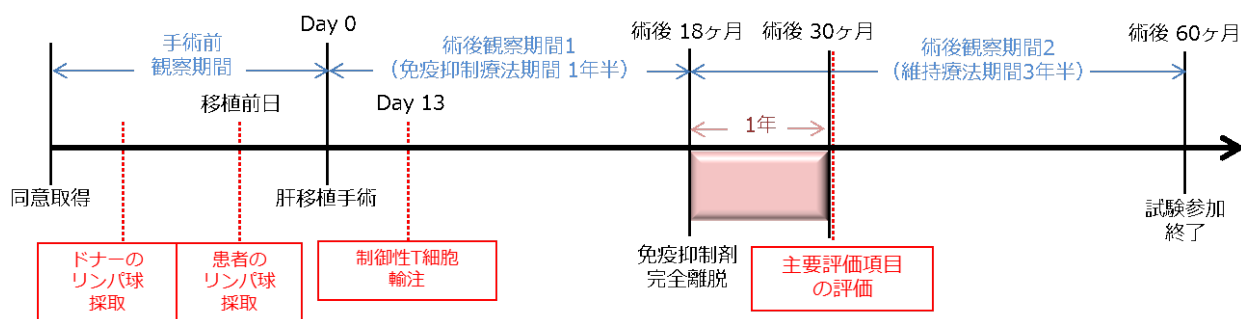 Day 0
術後 18ヶ月
術後 30ヶ月
術後 60ヶ月
手術前
観察期間
術後観察期間1
（免疫抑制療法期間 1年半）
術後観察期間2
（維持療法期間3年半）
移植前日
Day 13
1年
同意取得
肝移植手術
免疫抑制剤
完全離脱
試験参加
終了
ドナーの
リンパ球
採取
患者の
リンパ球
採取
制御性T細胞
輸注
主要評価項目
の評価